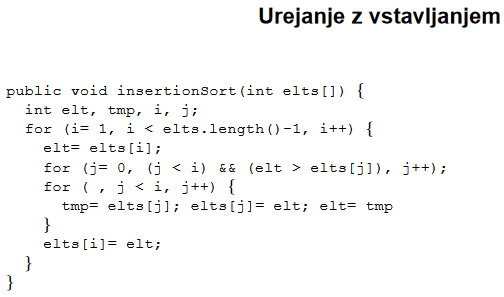 Urejanje z vstavljanjem
public void insertionSort(int elts[]) {
int elt, tmp, i, j;
for (i= 1, i < elts.length()-1, i++) {
elt= elts[i];
for (j= 0, (j < i) && (elt > elts[j]), j++);
for ( , j < i, j++) {
tmp= elts[j]; elts[j]= elt; elt= tmp
}
elts[i]= elt;
}
}